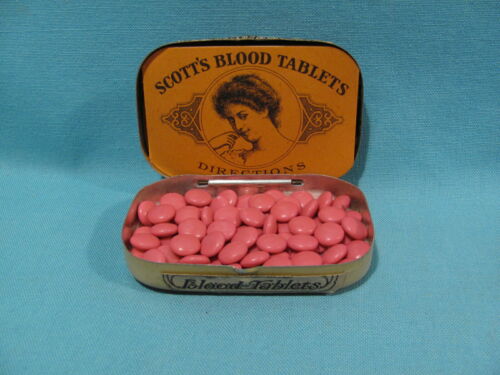 SCOTT'S BLOOD TABLETS
DIRECTIONS
Blood Tablets